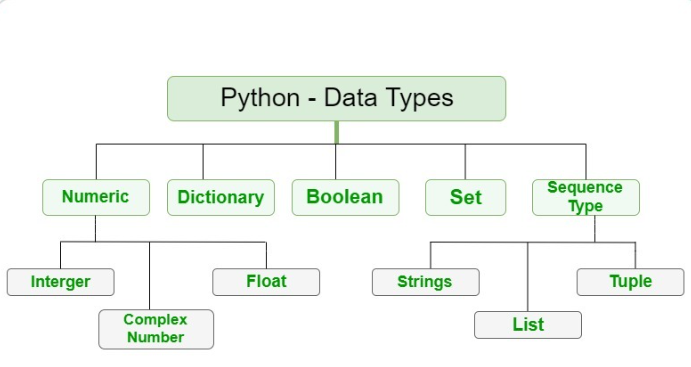 Python - Data Types
Numeric
Dictionary
Boolean
Set
Sequence
Type
Interger
Complex
Number
Float
Strings
List
Tuple